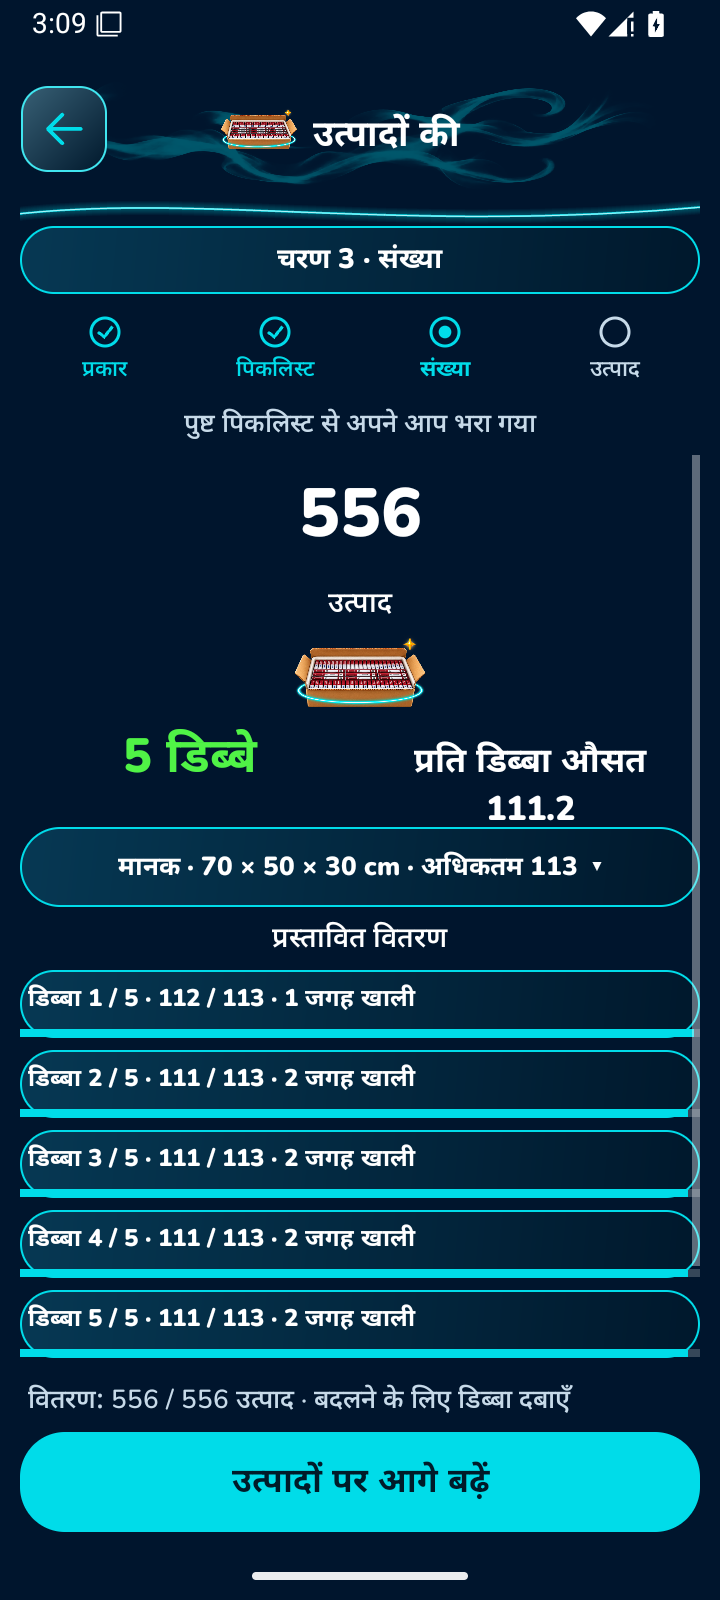 3:09
उत्पादों की
चरण 3 · संख्या
प्रकार
पिकलिस्ट
संख्या
उत्पाद
पुष्ट पिकलिस्ट से अपने आप भरा गया
556
उत्पाद
5 डिब्बे
प्रति डिब्बा औसत
111.2
मानक · 70 × 50 × 30 cm · अधिकतम 113 ▼
प्रस्तावित वितरण
डिब्बा 1 / 5 · 112 / 113 · 1 जगह खाली
डिब्बा 2 / 5 · 111 / 113 · 2 जगह खाली
डिब्बा 3 / 5 · 111 / 113 · 2 जगह खाली
डिब्बा 4 / 5 · 111 / 113 · 2 जगह खाली
डिब्बा 5 / 5 · 111 / 113 · 2 जगह खाली
वितरण: 556 / 556 उत्पाद · बदलने के लिए डिब्बा दबाएँ
उत्पादों पर आगे बढ़ें